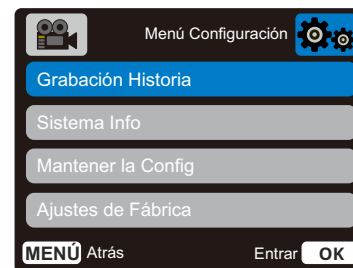 Menú Configuración
Grabación Historia
Sistema Info
Mantener la Config
Ajustes de Fábrica
MENÚ Atrás Entrar OK